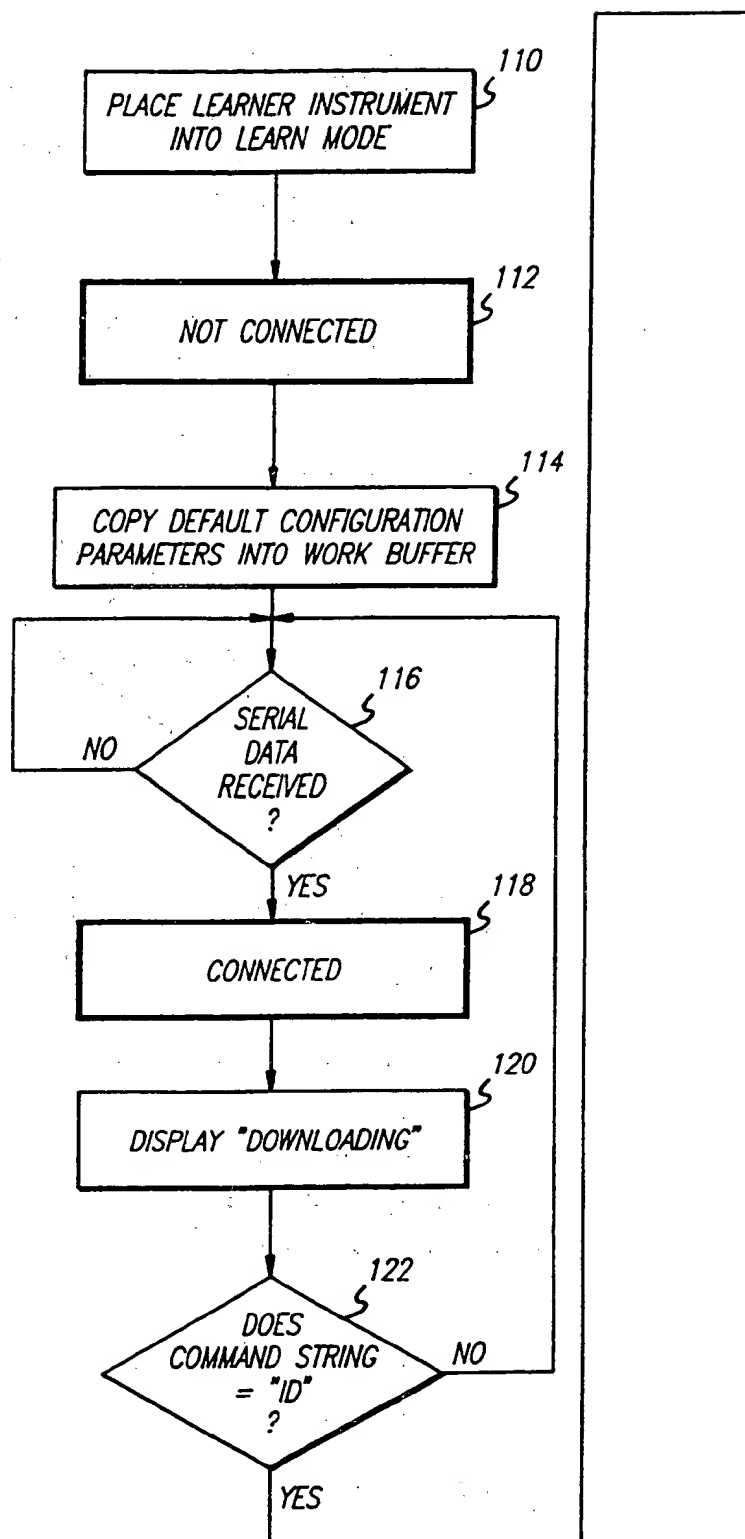 110
PLACE LEARNER INSTRUMENT
INTO LEARN MODE
112
NOT CONNECTED
114
COPY DEFAULT CONFIGURATION
PARAMETERS INTO WORK BUFFER
116
SERIAL
DATA
RECEIVED
?
NO
YES
118
CONNECTED
120
DISPLAY "DOWNLOADING"
122
DOES
COMMAND STRING
= "ID"
?
NO
YES